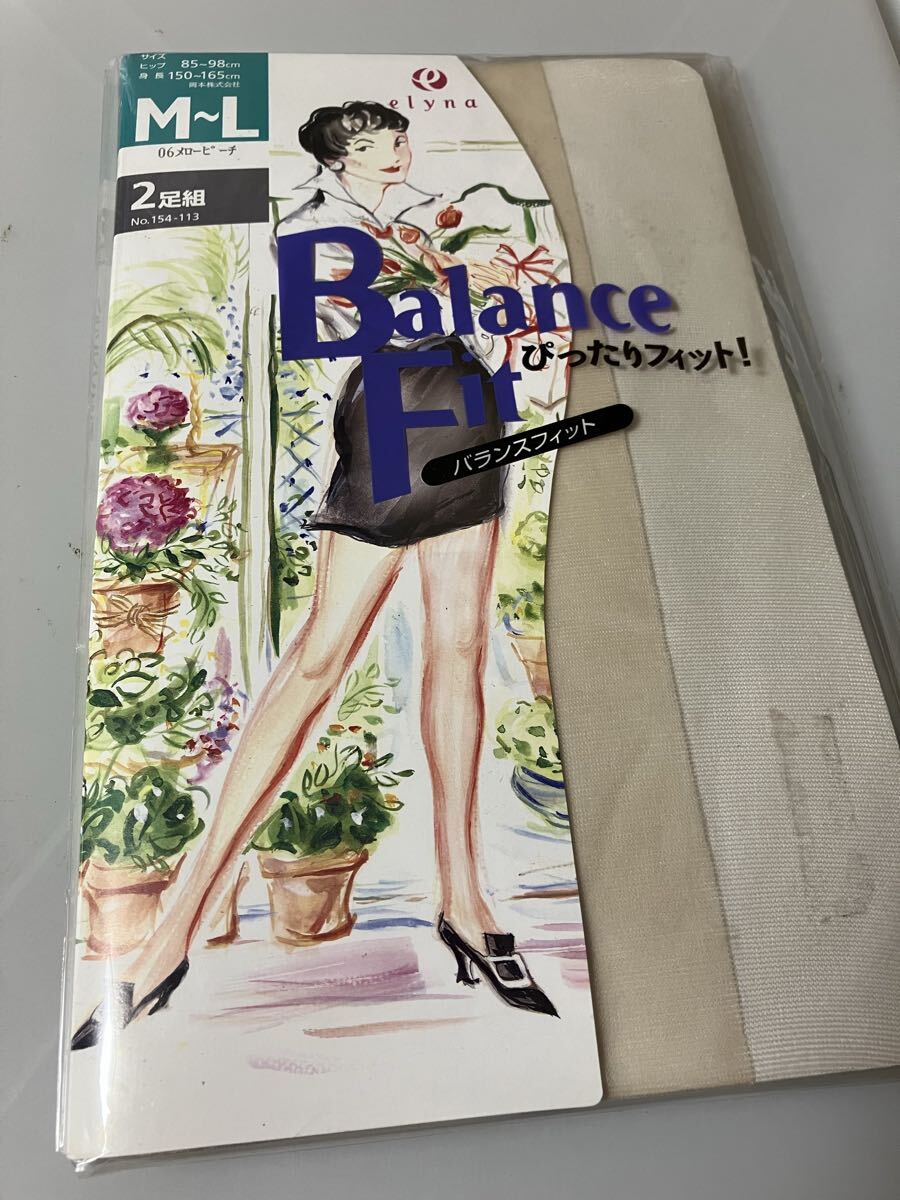 サイズ
ヒップ 85~98cm
身長 150~165cm
岡本株式会社
M~L
06メローピーチ
2足組
No.154-113
elyna
Balance
Fit
ぴったりフィット!
バランスフィット